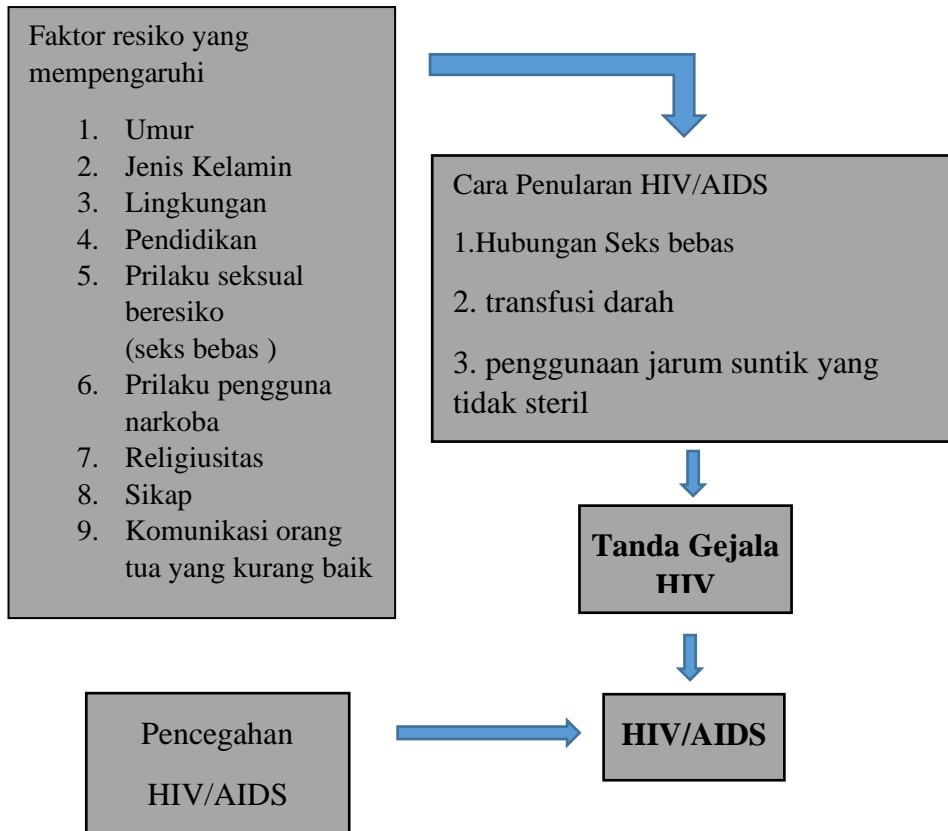 Faktor resiko yang
mempengaruhi
1. Umur
2. Jenis Kelamin
3. Lingkungan
4. Pendidikan
5. Prilaku seksual
beresiko
(seks bebas )
6. Prilaku pengguna
narkoba
7. Religiusitas
8. Sikap
9. Komunikasi orang
tua yang kurang baik
Cara Penularan HIV/AIDS
1.Hubungan Seks bebas
2. transfusi darah
3. penggunaan jarum suntik yang
tidak steril
Tanda Gejala
HIV
HIV/AIDS
Pencegahan
HIV/AIDS